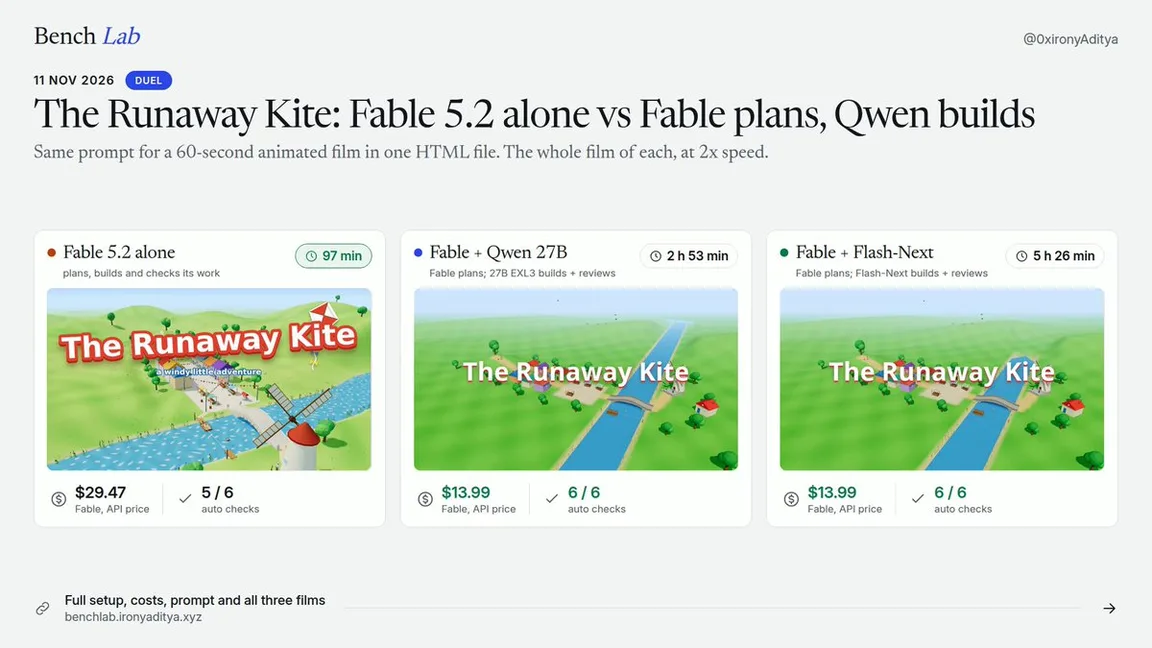 Bench Lab
@0xironyAditya
11 NOV 2026
DUEL
The Runaway Kite: Fable 5.2 alone vs Fable plans, Qwen builds
Same prompt for a 60-second animated film in one HTML file. The whole film of each, at 2x speed.
Fable 5.2 alone
97 min
plans, builds and checks its work
The Runaway Kite
a windy little adventure
$29.47
Fable, API price
5 / 6
auto checks
Fable + Qwen 27B
2 h 53 min
Fable plans; 27B EXL3 builds + reviews
The Runaway Kite
$13.99
Fable, API price
6 / 6
auto checks
Fable + Flash-Next
5 h 26 min
Fable plans; Flash-Next builds + reviews
The Runaway Kite
$13.99
Fable, API price
6 / 6
auto checks
Full setup, costs, prompt and all three films
benchlab.ironyaditya.xyz